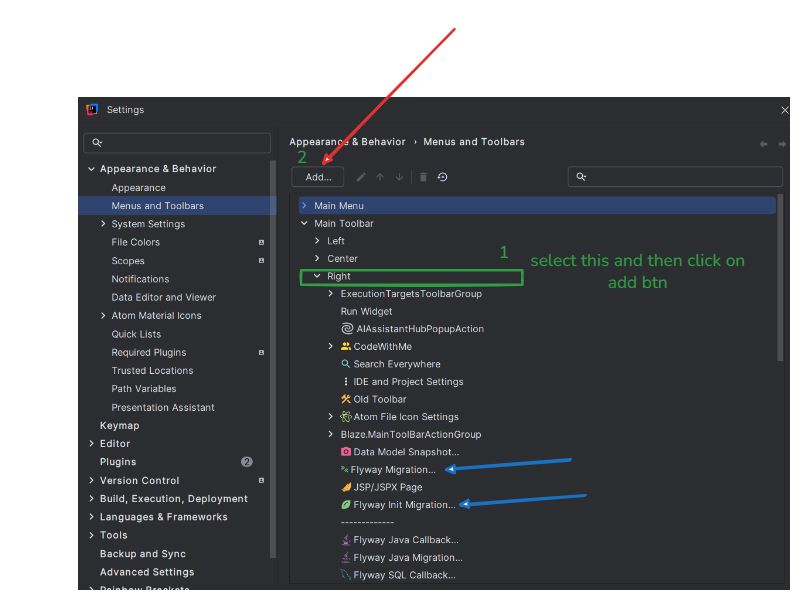 Settings
Appearance & Behavior › Menus and Toolbars
2
Add...
Appearance & Behavior
Appearance
Menus and Toolbars
System Settings
File Colors
Scopes
Notifications
Data Editor and Viewer
Atom Material Icons
Quick Lists
Required Plugins
Trusted Locations
Path Variables
Presentation Assistant
Keymap
Editor
Plugins 2
Version Control
Build, Execution, Deployment
Languages & Frameworks
Tools
Backup and Sync
Advanced Settings
Rainbow Brackets
Main Menu
Main Toolbar
Left
Center
Right
1
select this and then click on
add btn
ExecutionTargetsToolbarGroup
Run Widget
AIAssistantHubPopupAction
CodeWithMe
Search Everywhere
IDE and Project Settings
Old Toolbar
Atom File Icon Settings
Blaze.MainToolBarActionGroup
Data Model Snapshot...
Flyway Migration...
JSP/JSPX Page
Flyway Init Migration...
-------------
Flyway Java Callback...
Flyway Java Migration...
Flyway SQL Callback...